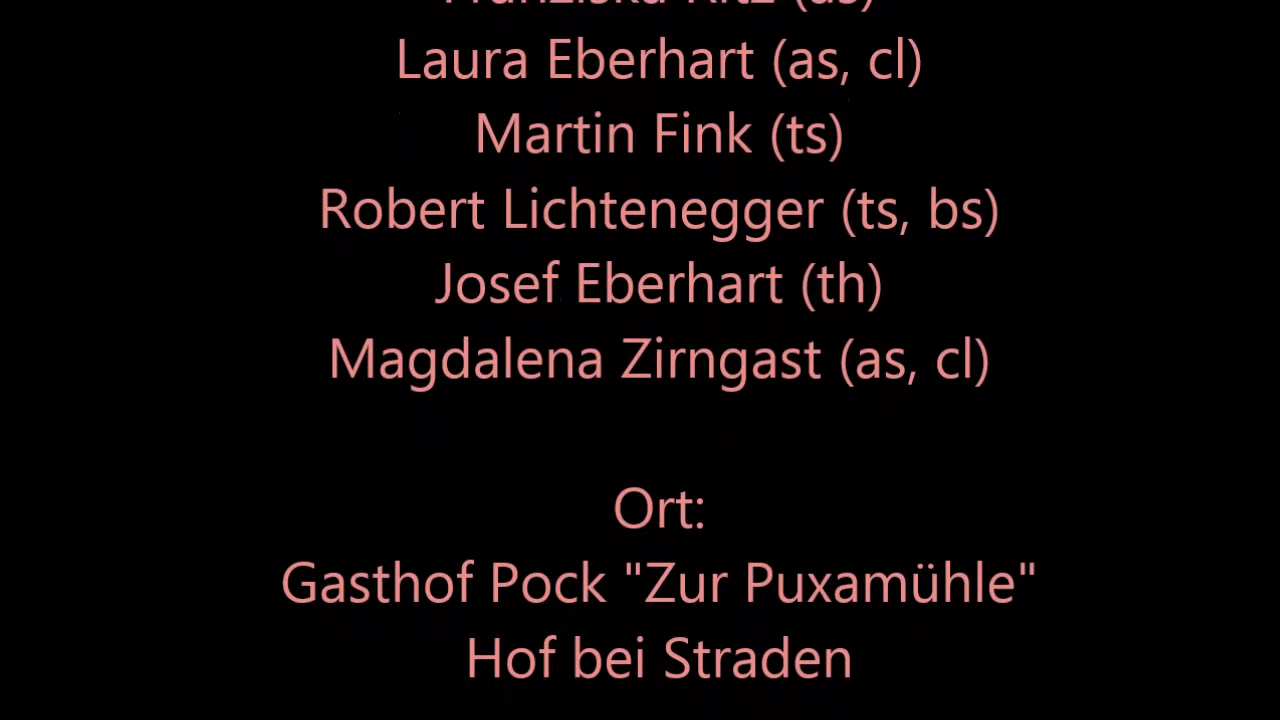 (as)
Laura Eberhart (as, cl)
Martin Fink (ts)
Robert Lichtenegger (ts, bs)
Josef Eberhart (th)
Magdalena Zirngast (as, cl)
Ort:
Gasthof Pock "Zur Puxamühle"
Hof bei Straden